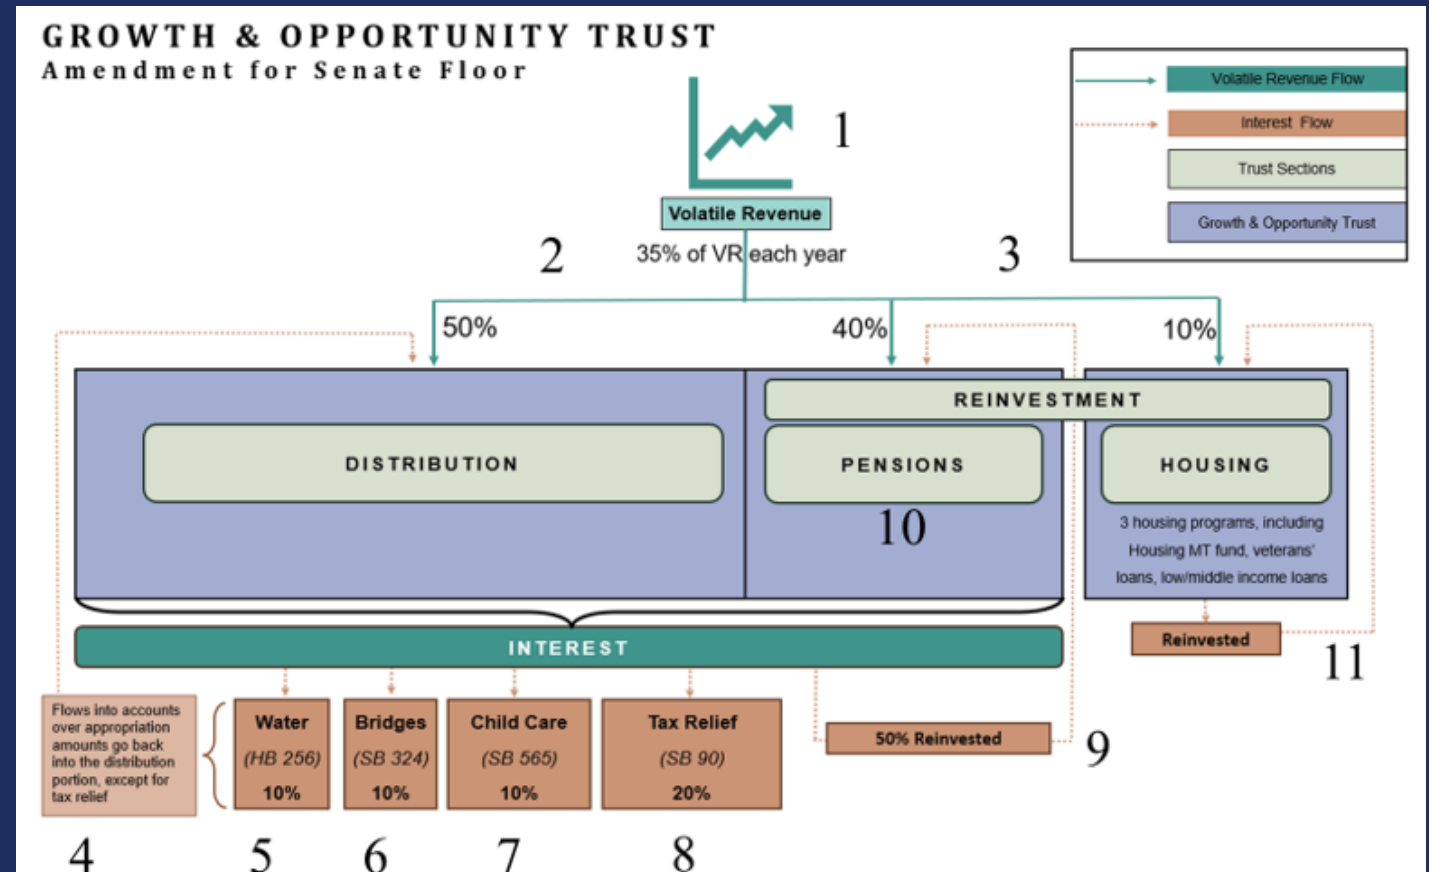 GROWTH & OPPORTUNITY TRUST
Amendment for Senate Floor
Volatile Revenue Flow
Interest Flow
Trust Sections
Growth & Opportunity Trust
1
Volatile Revenue
35% of VR each year
2
3
50%
40%
10%
REINVESTMENT
DISTRIBUTION
PENSIONS
HOUSING
10
3 housing programs, including
Housing MT fund, veterans'
loans, low/middle income loans
INTEREST
Reinvested
11
Flows into accounts
over appropriation
amounts go back
into the distribution
portion, except for
tax relief
Water
(HB 256)
10%
Bridges
(SB 324)
10%
Child Care
(SB 565)
10%
Tax Relief
(SB 90)
20%
50% Reinvested
9
4
5
6
7
8